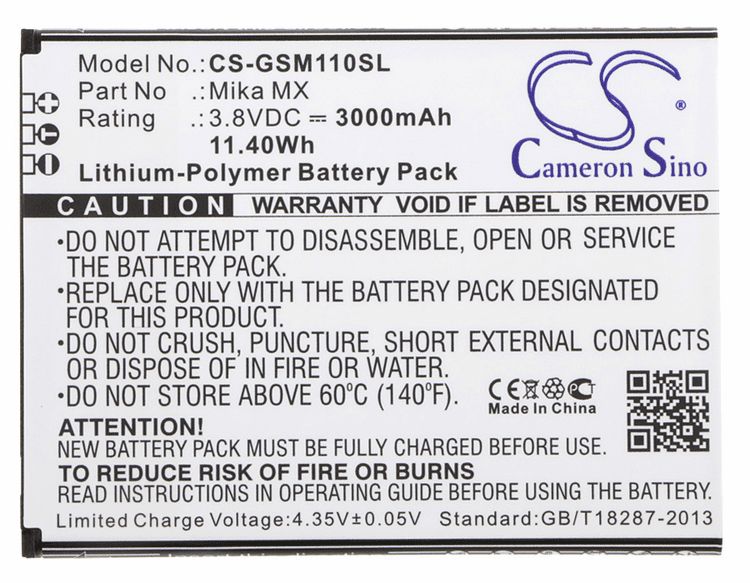 Model No.:CS-GSM110SL
Part No :Mika MX
Rating :3.8VDC ⎓ 3000mAh
11.40Wh
Lithium-Polymer Battery Pack
CS
®
Cameron Sino
CAUTION WARRANTY VOID IF LABEL IS REMOVED
•DO NOT ATTEMPT TO DISASSEMBLE, OPEN OR SERVICE
THE BATTERY PACK.
•REPLACE ONLY WITH THE BATTERY PACK DESIGNATED
FOR THIS PRODUCT.
•DO NOT CRUSH, PUNCTURE, SHORT EXTERNAL CONTACTS
OR DISPOSE OF IN FIRE OR WATER.
•DO NOT STORE ABOVE 60°C (140°F).
CE
Made In China
ATTENTION!
NEW BATTERY PACK MUST BE FULLY CHARGED BEFORE USE.
TO REDUCE RISK OF FIRE OR BURNS
READ INSTRUCTIONS IN OPERATING GUIDE BEFORE USING
Limited Charge Voltage:4.35V±0.05V Standard:GB/T18287-2013